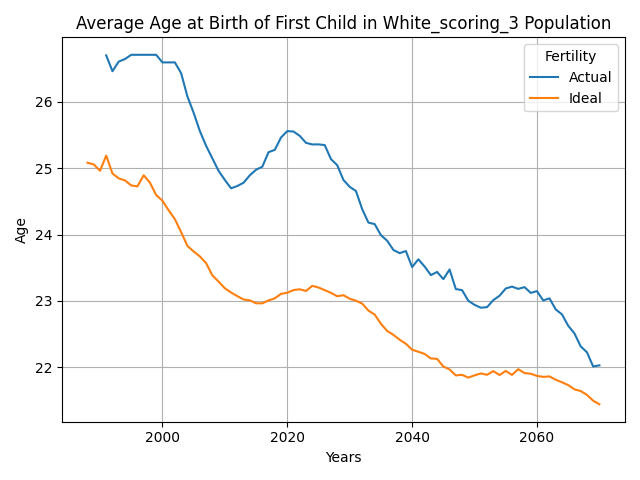 Average Age at Birth of First Child in White_scoring_3 Population
Fertility
Actual
Ideal
Age
26
25
24
23
22
2000
2020
2040
2060
Years